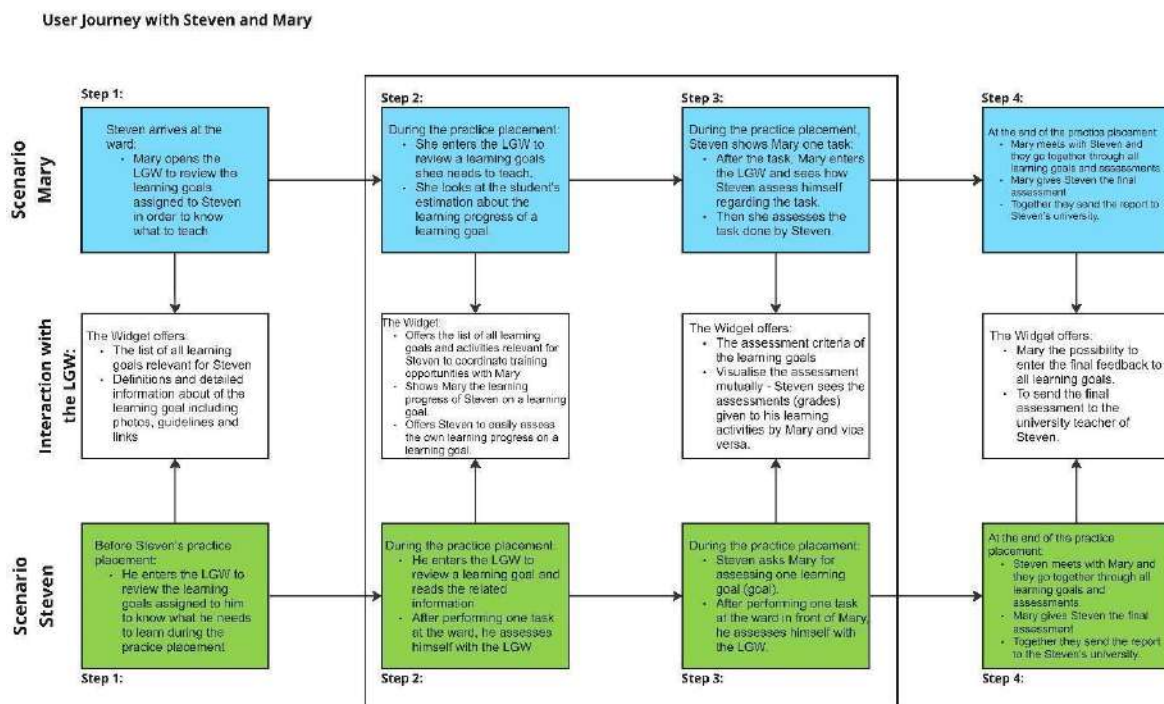 User Journey with Steven and Mary
Step 1:
Step 2:
Step 3:
Step 4:
Scenario
Mary
Steven arrives at the
ward:
• Mary opens the
LGW to review the
learning goals
assigned to Steven
in order to know
what to teach
During the practice placement:
• She enters the LGW to
review a learning goals
shee needs to teach.
• She looks at the student's
estimation about the
learning progress of a
learning goal
During the practice placement,
Steven shows Mary one task:
• After the task, Mary enters
the LGW and sees how
Steven assess himself
regarding the task.
• Then she assesses the
task done by Steven.
At the end of the practice placement
• Mary meets with Steven and
they go together through all
learning goals and assessments
• Mary gives Steven the final
assessment
• Together they send the report to
Steven's university.
Interaction with
the LGW:
The Widget offers:
• The list of all learning
goals relevant for Steven
• Definitions and detailed
information about of the
learning goal including
photos, guidelines and
links
The Widget:
• Offers the list of all learning
goals and activities relevant for
Steven to coordinate training
opportunities with Mary
• Shows Mary the learning
progress of Steven on a learning
goal.
• Offers Steven to easily assess
the own learning progress on a
learning goal.
The Widget offers:
• The assessment criteria of
the learning goals
• Visualise the assessment
mutually - Steven sees the
assessments (grades)
given to his learning
activities by Mary and vice
versa.
The Widget offers:
• Mary the possibility to
enter the final feedback to
all learning goals.
• To send the final
assessment to the
university teacher of
Steven.
Scenario
Steven
Before Steven's practice
placement:
• He enters the LGW to
review the learning
goals assigned to him
to know what he needs
to learn during the
pracice placement
During the practice placement:
• He enters the LGW to
review a learning goal and
reads the related
information
• After performing one task
at the ward, he assesses
himself with the LGW
During the practice placement:
• Steven asks Mary for
assessing one learning
goal (goal).
• After performing one task
at the ward in front of Mary,
he assesses himself with
the LGW.
At the end of the practice
placement:
• Steven meets with Mary and
they go together through all
learning goals and
assessments.
• Mary gives Steven the final
assessment
• Together they send the report
to the Steven's university.
Step 1:
Step 2:
Step 3:
Step 4: